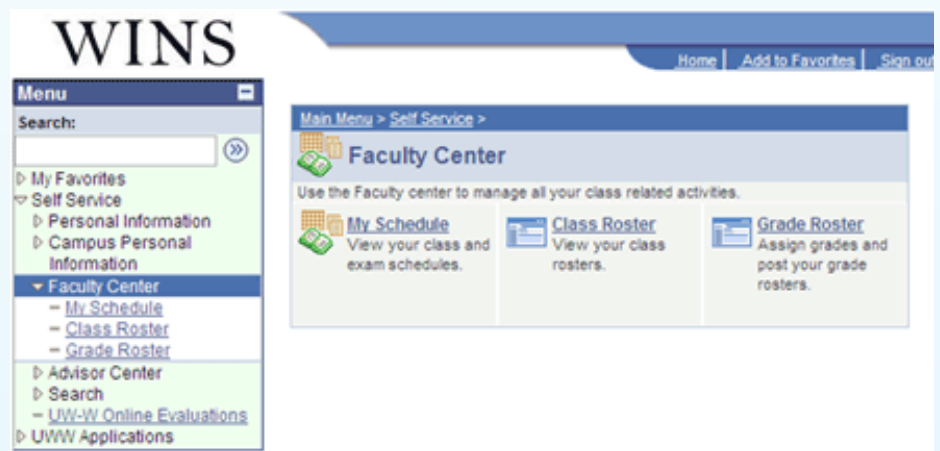 WINS
Home Add to Favorites Sign out
Menu
Search:
My Favorites
Self Service
Personal Information
Campus Personal
Information
Faculty Center
My Schedule
Class Roster
Grade Roster
Advisor Center
Search
UW-W Online Evaluations
UWW Applications
Main Menu > Self Service >
Faculty Center
Use the Faculty center to manage all your class related activities.
My Schedule
View your class and
exam schedules.
Class Roster
View your class
rosters.
Grade Roster
Assign grades and
post your grade
rosters.